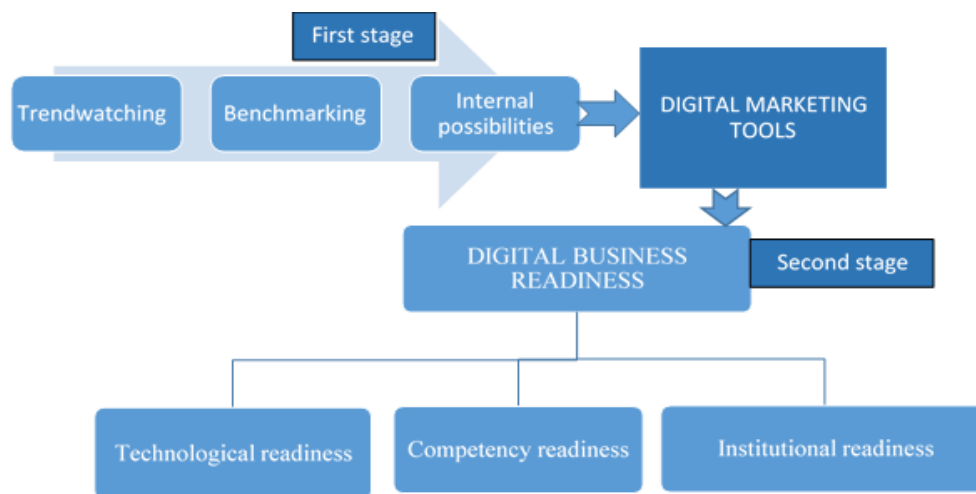 First stage
Trendwatching
Benchmarking
Internal
possibilities
DIGITAL MARKETING
TOOLS
DIGITAL BUSINESS
READINESS
Second stage
Technological readiness
Competency readiness
Institutional readiness